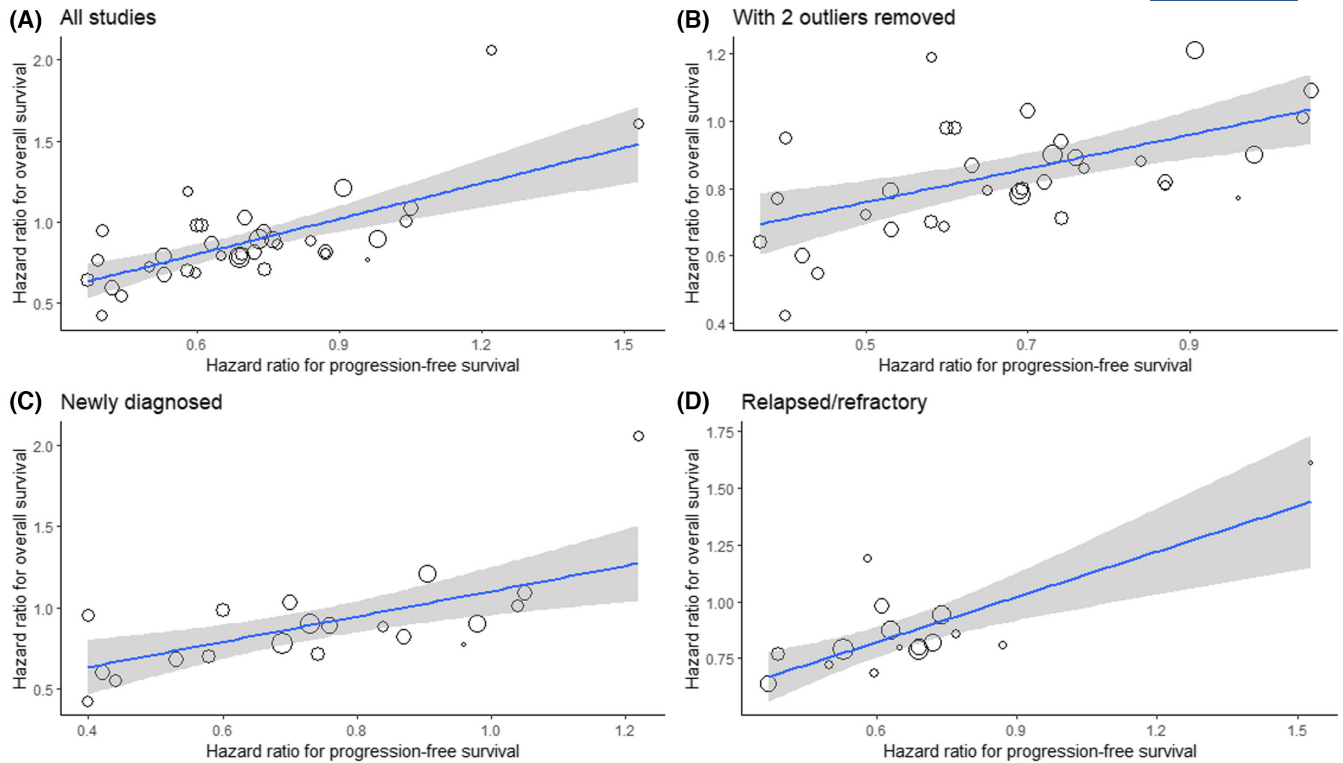 (A) All studies
Hazard ratio for overall survival
2.0
1.5
1.0
0.5
0.6 0.9 1.2 1.5
Hazard ratio for progression-free survival
(B) With 2 outliers removed
Hazard ratio for overall survival
1.2
1.0
0.8
0.6
0.4
0.5 0.7 0.9
Hazard ratio for progression-free survival
(C) Newly diagnosed
Hazard ratio for overall survival
2.0
1.5
1.0
0.5
0.4 0.6 0.8 1.0 1.2
Hazard ratio for progression-free survival
(D) Relapsed/refractory
Hazard ratio for overall survival
1.75
1.50
1.25
1.00
0.75
0.6 0.9 1.2 1.5
Hazard ratio for progression-free survival